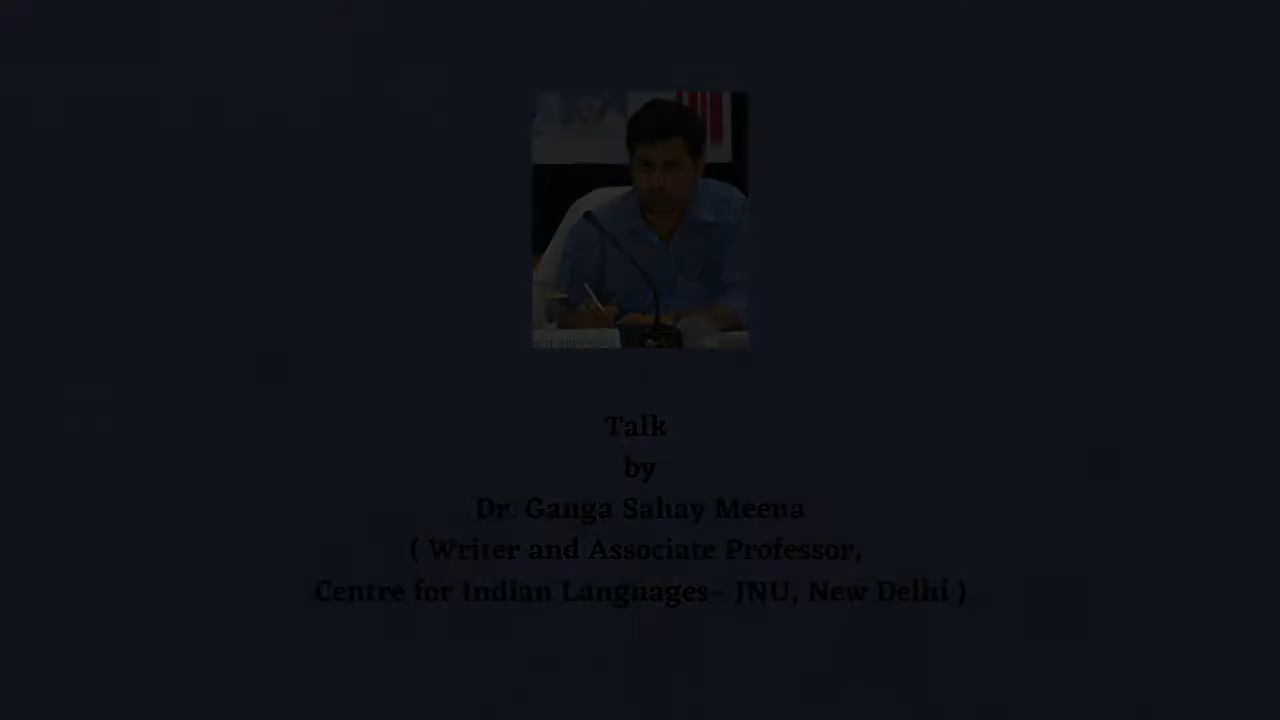 Talk
by
Dr. Ganga Sahay Meena
( Writer and Associate Professor,
Centre for Indian Languages- JNU, New Delhi )